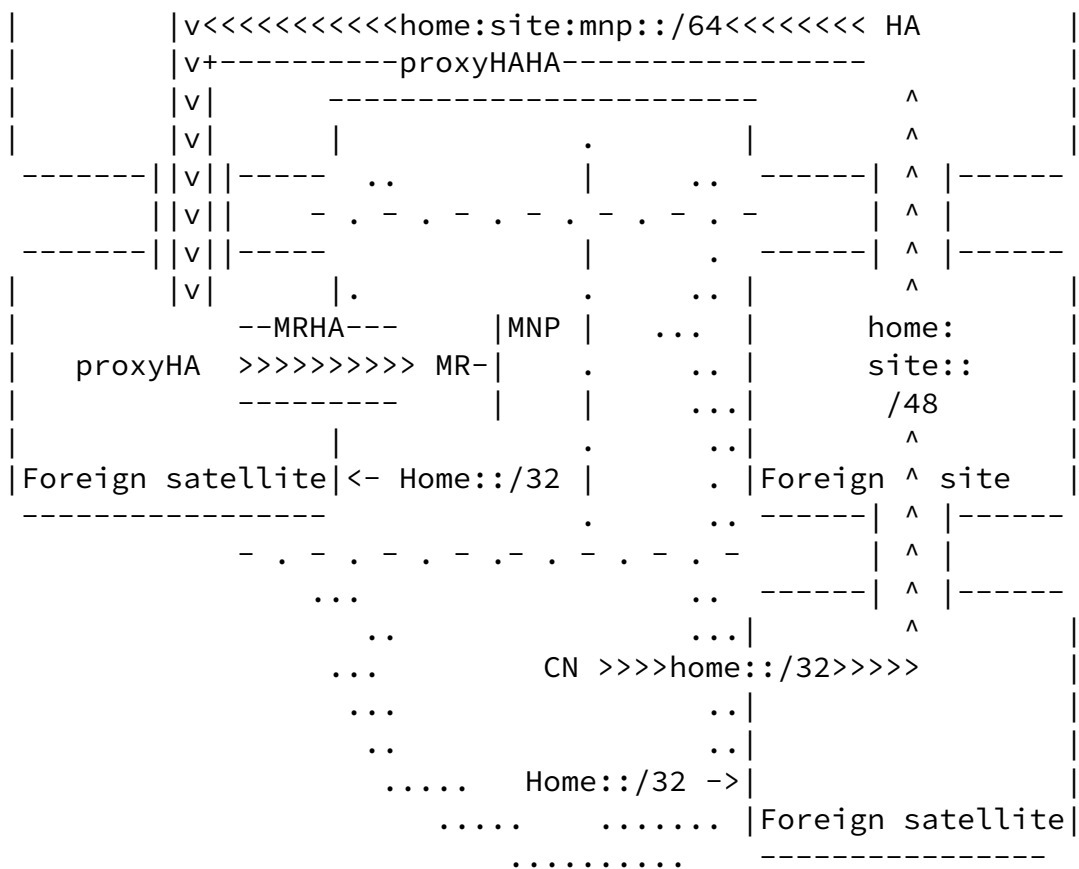 |         |v<<<<<<<<<<<home:site:mnp::/64<<<<<<<< HA        |
|         |v+----------proxyHAHA-----------------           |
|         |v|      ------------------------        ^        |
|         |v|      |             .        |        ^        |
 -------||v||-----  ..           |     ..  ------| ^ |------
        ||v||    - . - . - . - . - . - . -       | ^ |
 -------||v||-----               |      .  ------| ^ |------
|         |v|      |.            .     .. |        ^        |
|            --MRHA---     |MNP |   ...   |      home:      |
|   proxyHA  >>>>>>>>>> MR-|     .     .. |      site::     |
|            ---------     |     |     ...|       /48       |
|                  |             .      ..|        ^        |
|Foreign satellite|<- Home::/32 |      .  |Foreign ^ site   |
 -----------------               .      .. ------| ^ |------
            - . - . - . - .- . - . - . -         | ^ |
                ...                    ..  ------| ^ |------
                   ..                  ...|        ^        |
                 ...         CN >>>>home::/32>>>>>          |
                  ...                   ..|                 |
                   ..                   ..|                 |
                    .....   Home::/32 ->|                   |
                       .....    ....... |Foreign satellite|
                           ..........    ----------------